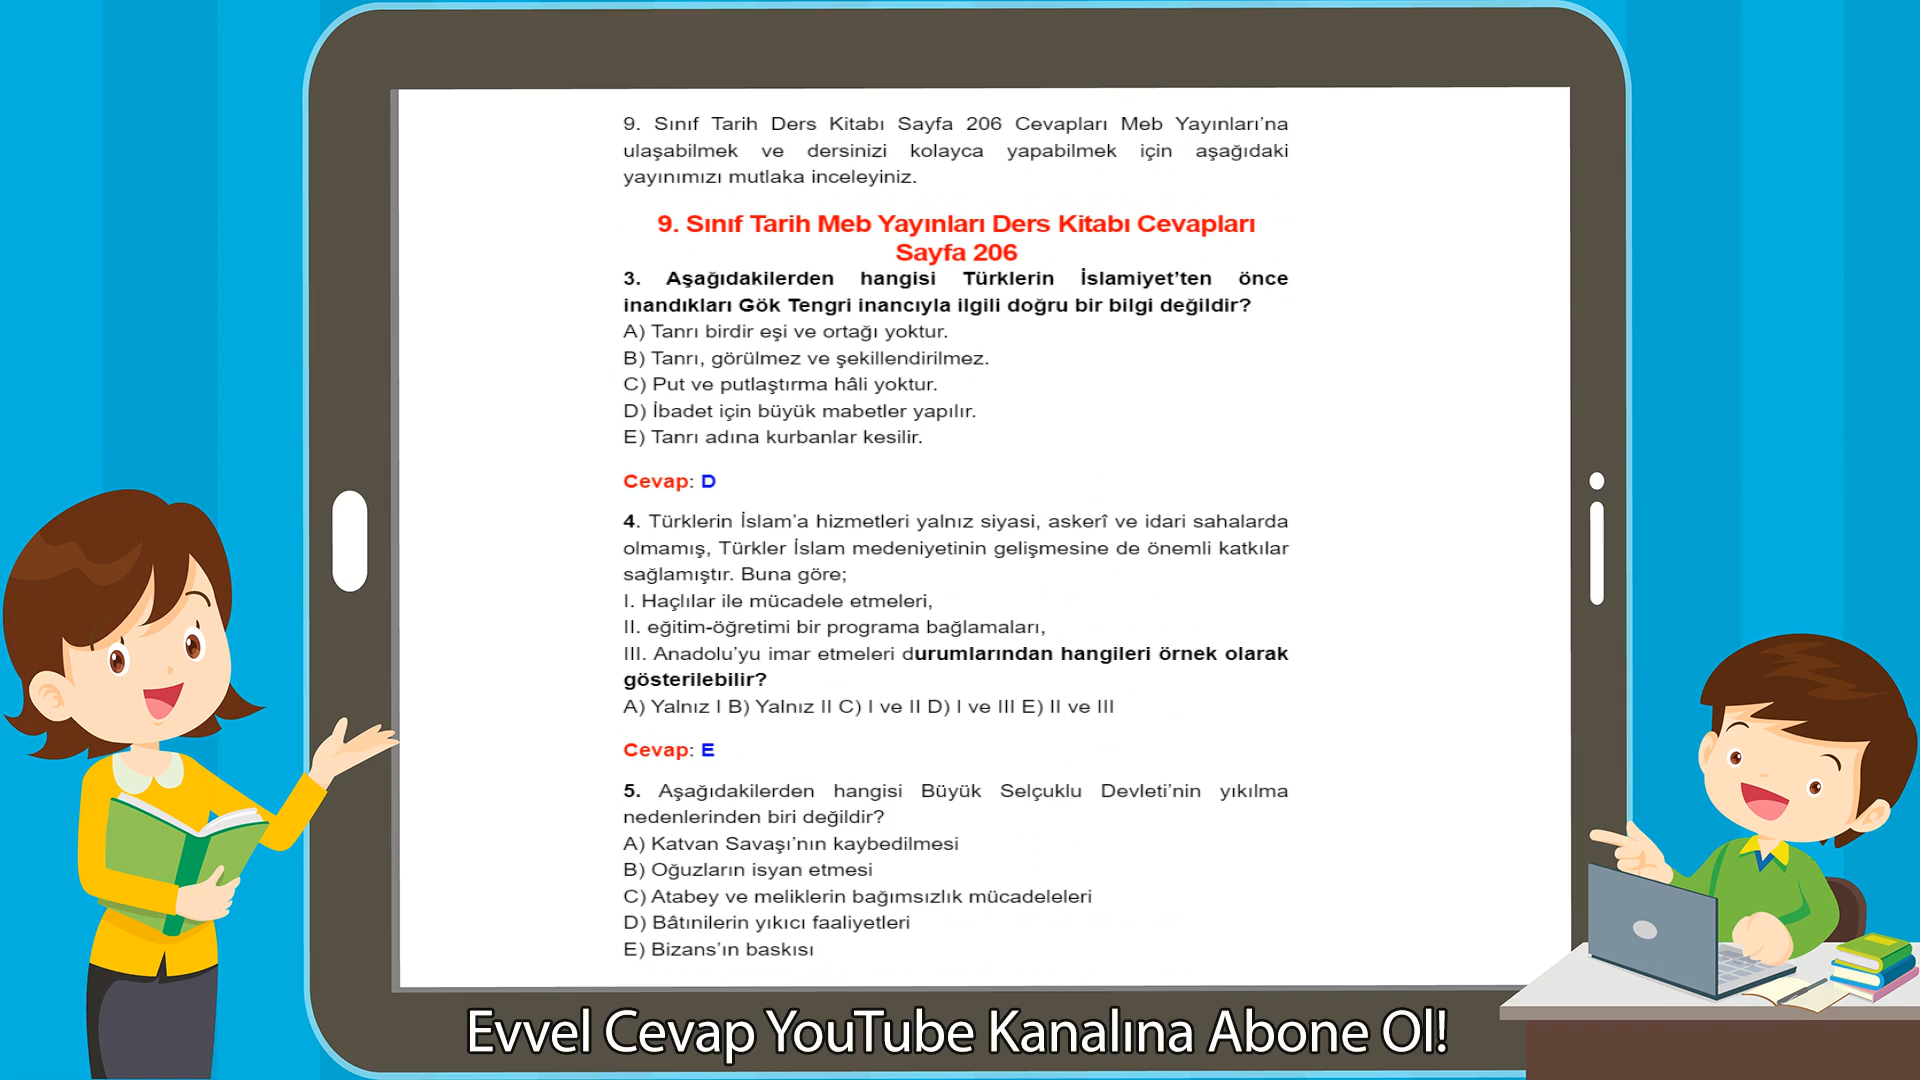 9. Sınıf Tarih Ders Kitabı Sayfa 206 Cevapları Meb Yayınları’na
ulaşabilmek ve dersinizi kolayca yapabilmek için aşağıdaki
yayınımızı mutlaka inceleyiniz.
9. Sınıf Tarih Meb Yayınları Ders Kitabı Cevapları
Sayfa 206
3. Aşağıdakilerden hangisi Türklerin İslamiyet’ten önce
inandıkları Gök Tengri inancıyla ilgili doğru bir bilgi değildir?
A) Tanrı birdir eşi ve ortağı yoktur.
B) Tanrı, görülmez ve şekillendirilmez.
C) Put ve putlaştırma hâli yoktur.
D) İbadet için büyük mabetler yapılır.
E) Tanrı adına kurbanlar kesilir.
Cevap: D
4. Türklerin İslam’a hizmetleri yalnız siyasi, askerî ve idari sahalarda
olmamış, Türkler İslam medeniyetinin gelişmesine de önemli katkılar
sağlamıştır. Buna göre;
I. Haçlılar ile mücadele etmeleri,
II. eğitim-öğretimi bir programa bağlamaları,
III. Anadolu’yu imar etmeleri durumlarından hangileri örnek olarak
gösterilebilir?
A) Yalnız I B) Yalnız II C) I ve II D) I ve III E) II ve III
Cevap: E
5. Aşağıdakilerden hangisi Büyük Selçuklu Devleti’nin yıkılma
nedenlerinden biri değildir?
A) Katvan Savaşı’nın kaybedilmesi
B) Oğuzların isyan etmesi
C) Atabey ve meliklerin bağımsızlık mücadeleleri
D) Bâtınilerin yıkıcı faaliyetleri
E) Bizans’ın baskısı
Evvel Cevap YouTube Kanalına Abone Ol!